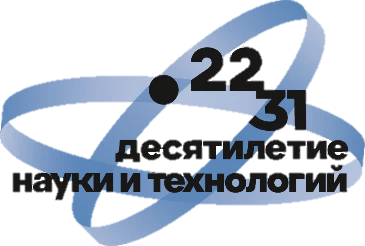 22
31
десятилетие
науки и технологий